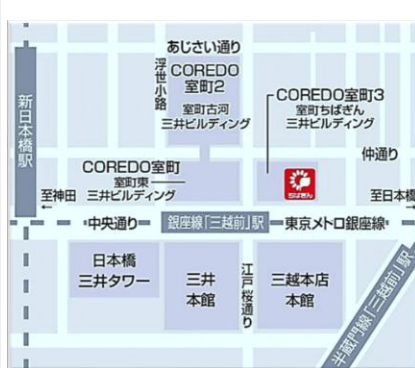 あじさい通り
浮世小路
COREDO
室町2
室町古河
三井ビルディング
新日本橋駅
COREDO室町3
室町ちばぎん
三井ビルディング
仲通り
COREDO室町
室町東
三井ビルディング
ちばぎん
至神田
至日本橋
中央通り
銀座線「三越前」駅
東京メトロ銀座線
日本橋
三井タワー
三井
本館
江戸桜通り
三越本店
本館
半蔵門線「三越前」駅